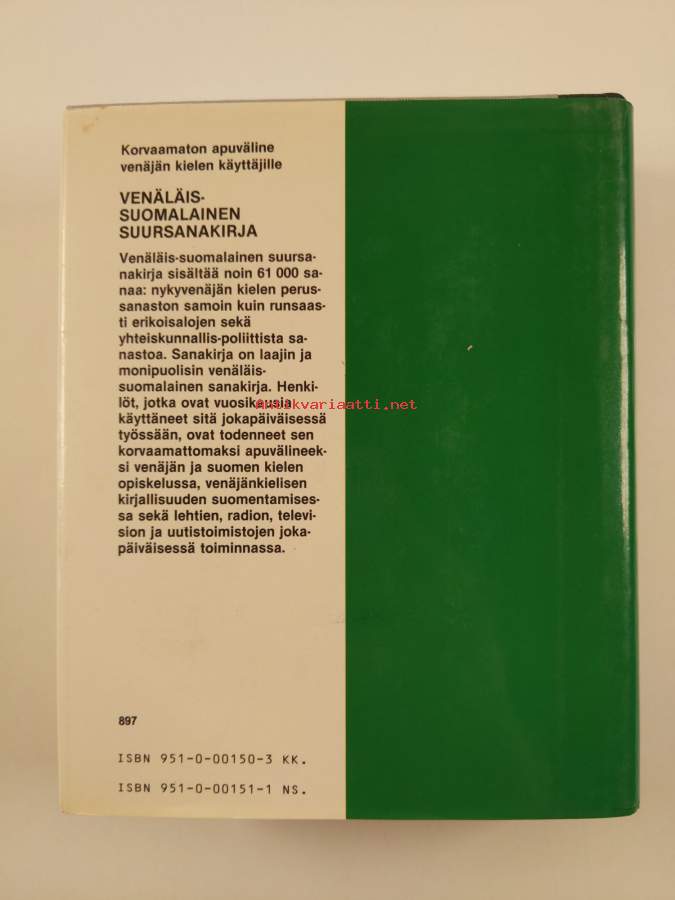 Korvaamaton apuväline
venäjän kielen käyttäjille
VENÄLÄIS-
SUOMALAINEN
SUURSANAKIRJA
Venäläis-suomalainen suursa-
nakirja sisältää noin 61 000 sa-
naa: nykyvenäjän kielen perus-
sanaston samoin kuin runsaas-
ti erikoisalojen sekä
yhteiskunnallis-poliittista sa-
nastoa. Sanakirja on laajin ja
monipuolisin venäläis-
suomalainen sanakirja. Henki-
löt, jotka ovat vuosikausia
Antikvariaatti.net
käyttäneet sitä jokapäiväisessä
työssään, ovat todenneet sen
korvaamattomaksi apuvälineek-
si venäjän ja suomen kielen
opiskelussa, venäjänkielisen
kirjallisuuden suomentamises-
sa sekä lehtien, radion, televi-
sion ja uutistoimistojen joka-
päiväisessä toiminnassa.
897
ISBN 951-0-00150-3 KK.
ISBN 951-0-00151-1 NS.